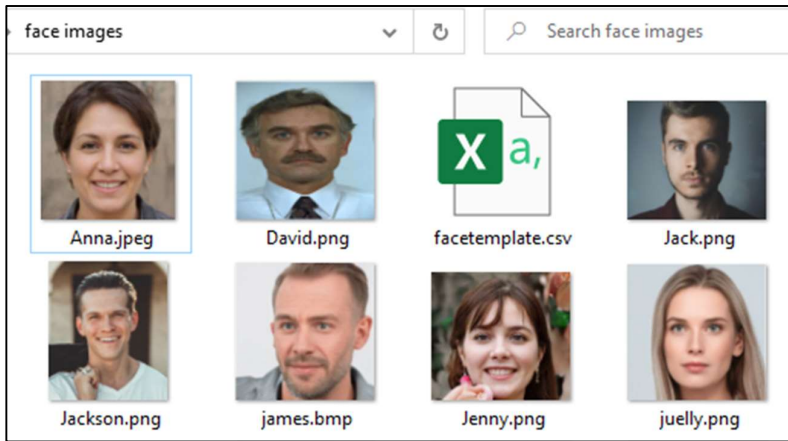 face images
Search face images
X a,
Anna.jpeg
David.png
facetemplate.csv
Jack.png
Jackson.png
james.bmp
Jenny.png
juelly.png